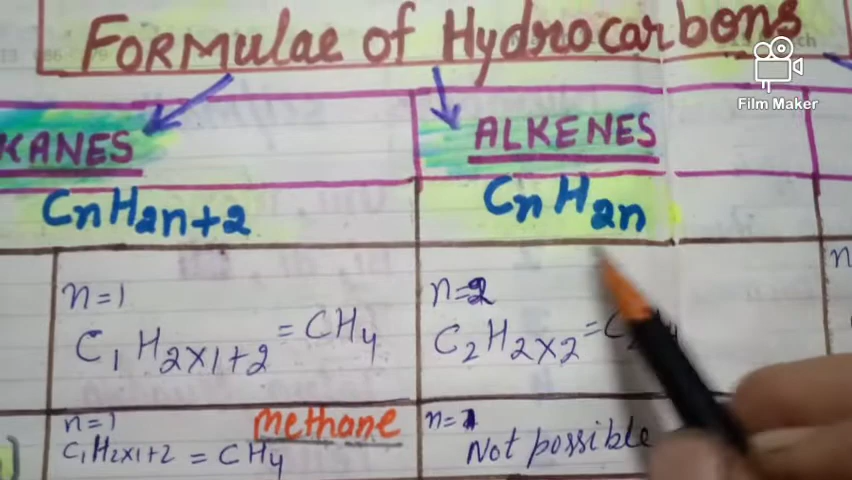 FORMULAE OF Hydrocarbons
Film Maker
KANES
ALKENES
CnH2n+2
CnH2n
n=1
C1H2x1+2 = CH4
n=2
C2H2x2 =
n
n=1
methane
C1H2x1+2 = CH4
n=1
Not possible